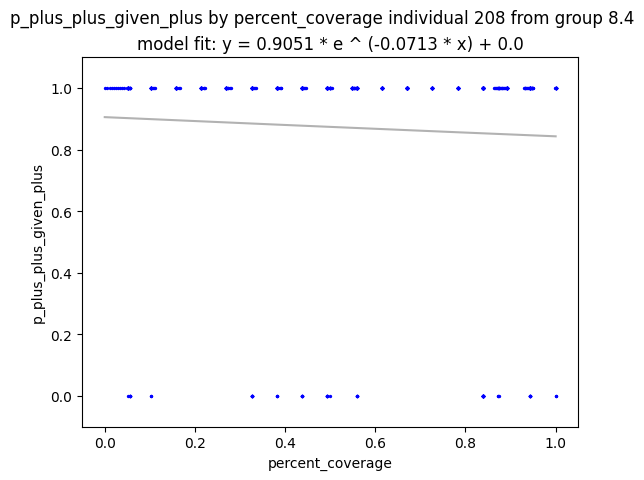 p_plus_plus_given_plus by percent_coverage individual 208 from group 8.4
model fit: y = 0.9051 * e ^ (-0.0713 * x) + 0.0
1.0
0.8
0.6
0.4
0.2
0.0
p_plus_plus_given_plus
0.0 0.2 0.4 0.6 0.8 1.0
percent_coverage